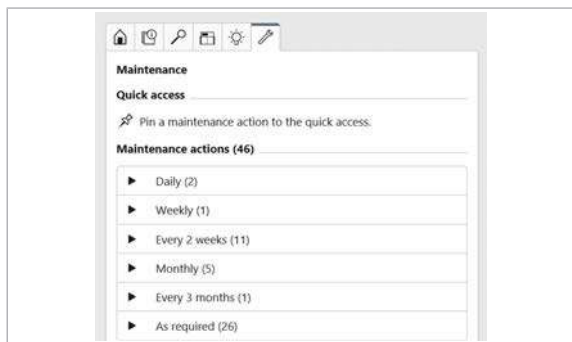 Maintenance
Quick access
Pin a maintenance action to the quick access.
Maintenance actions (46)
Daily (2)
Weekly (1)
Every 2 weeks (11)
Monthly (5)
Every 3 months (1)
As required (26)